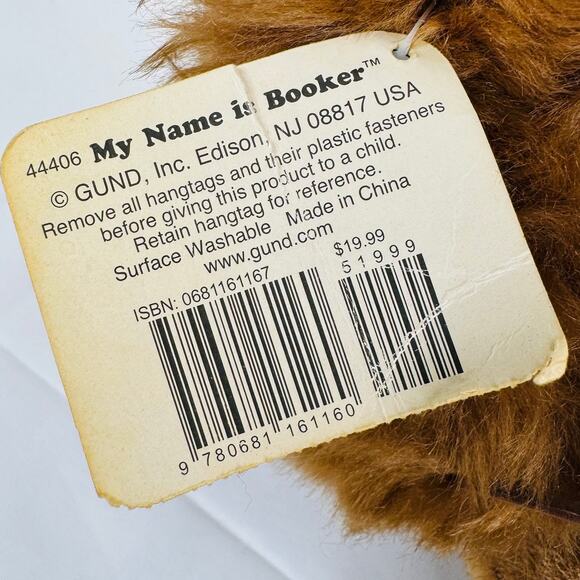 44406 My Name is Booker™
© GUND, Inc. Edison, NJ 08817 USA
Remove all hangtags and their plastic fasteners
before giving this product to a child.
Retain hangtag for reference.
Surface Washable Made in China
www.gund.com
$19.99
ISBN: 0681161167
51999
9 780681 161160